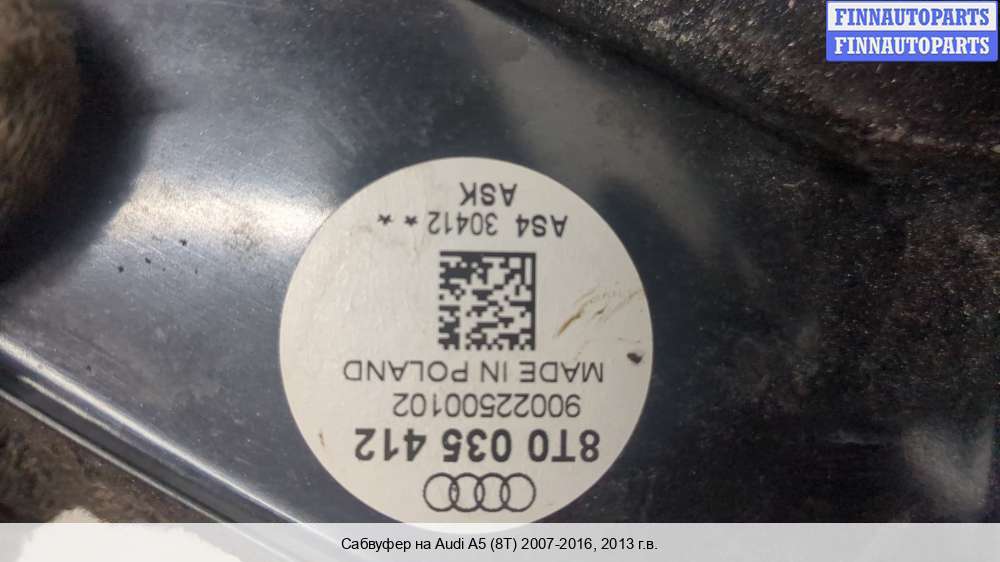 FINNAUTOPARTS
FINNAUTOPARTS
8T0 035 412
90022500102
MADE IN POLAND
AS4 30412 * *
ASK
Сабвуфер на Audi A5 (8T) 2007-2016, 2013 г.в.